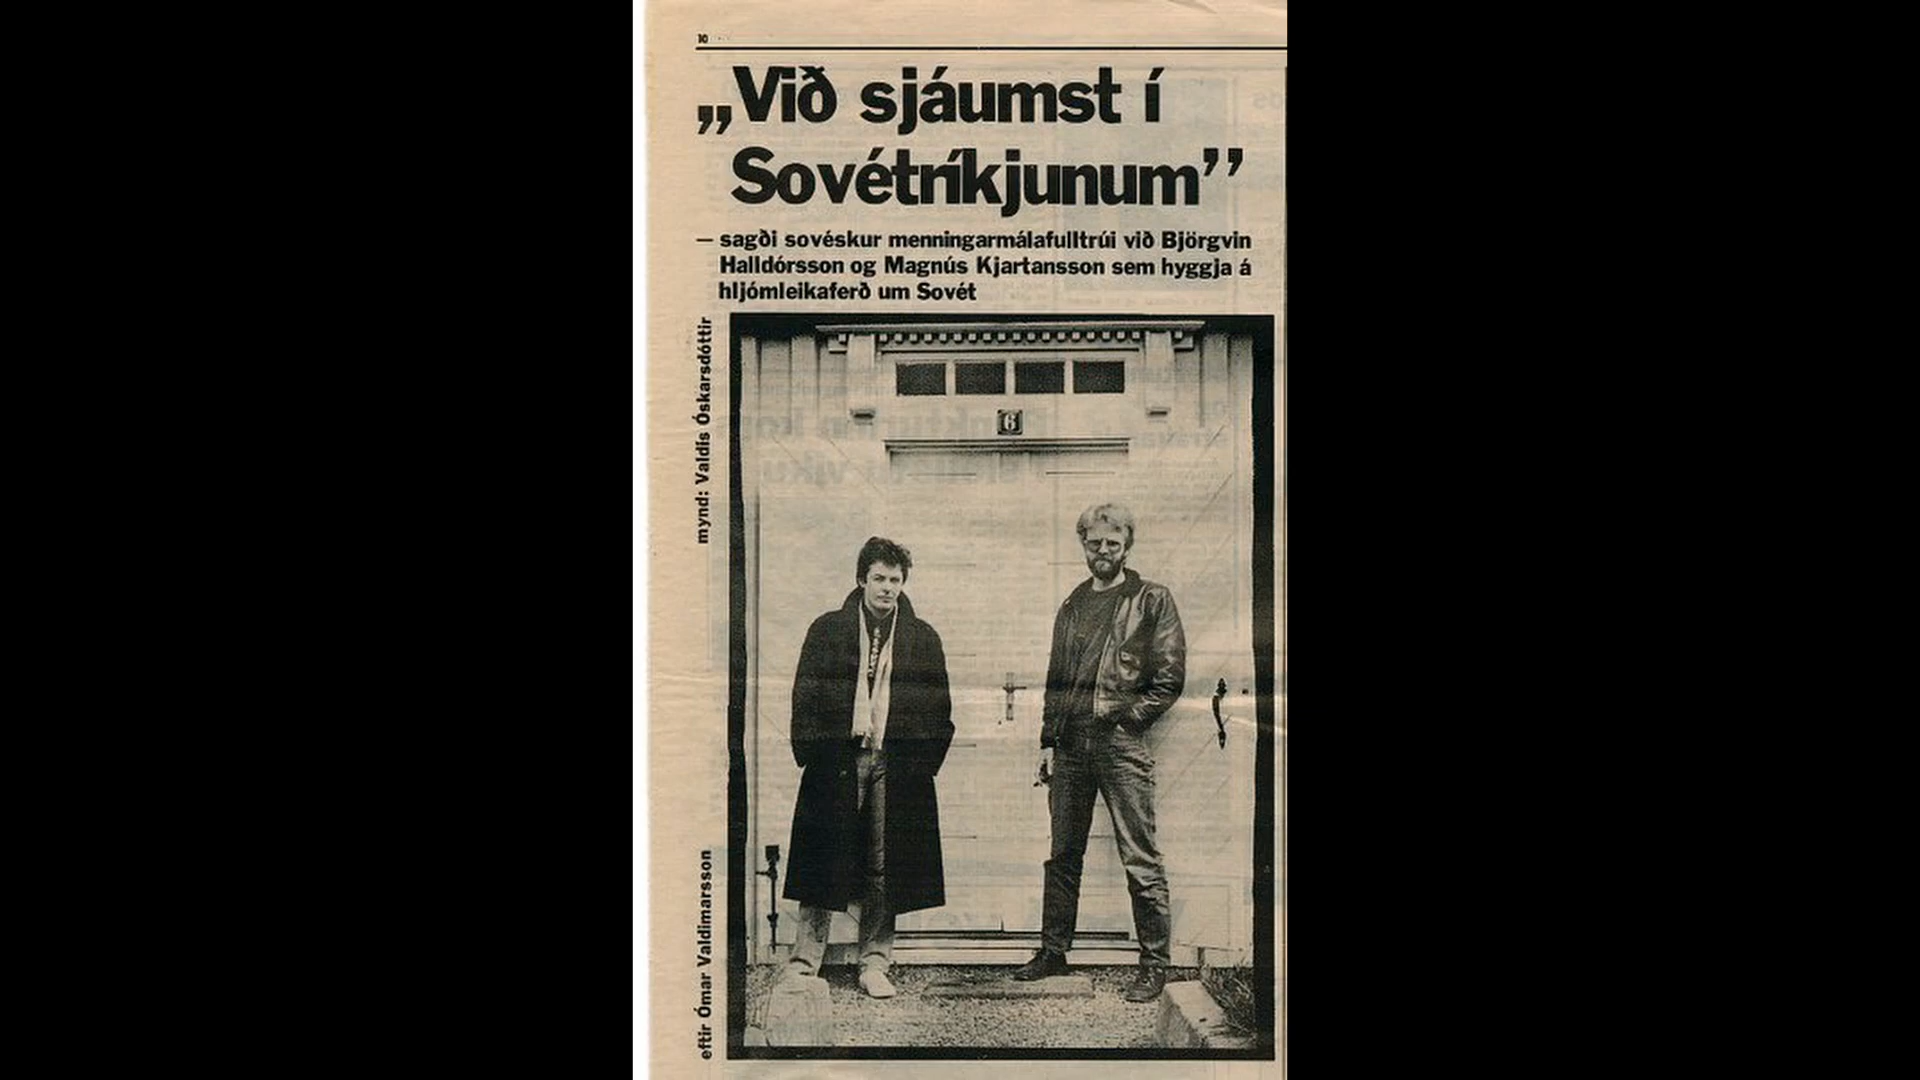 10
„Við sjáumst í
Sovétríkjunum”
— sagði sovéskur menningarmálafulltrúi við Björgvin
Halldórsson og Magnús Kjartansson sem hyggja á
hljómleikaferð um Sovét
mynd: Valdís Óskarsdóttir
6
eftir Ómar Valdimarsson